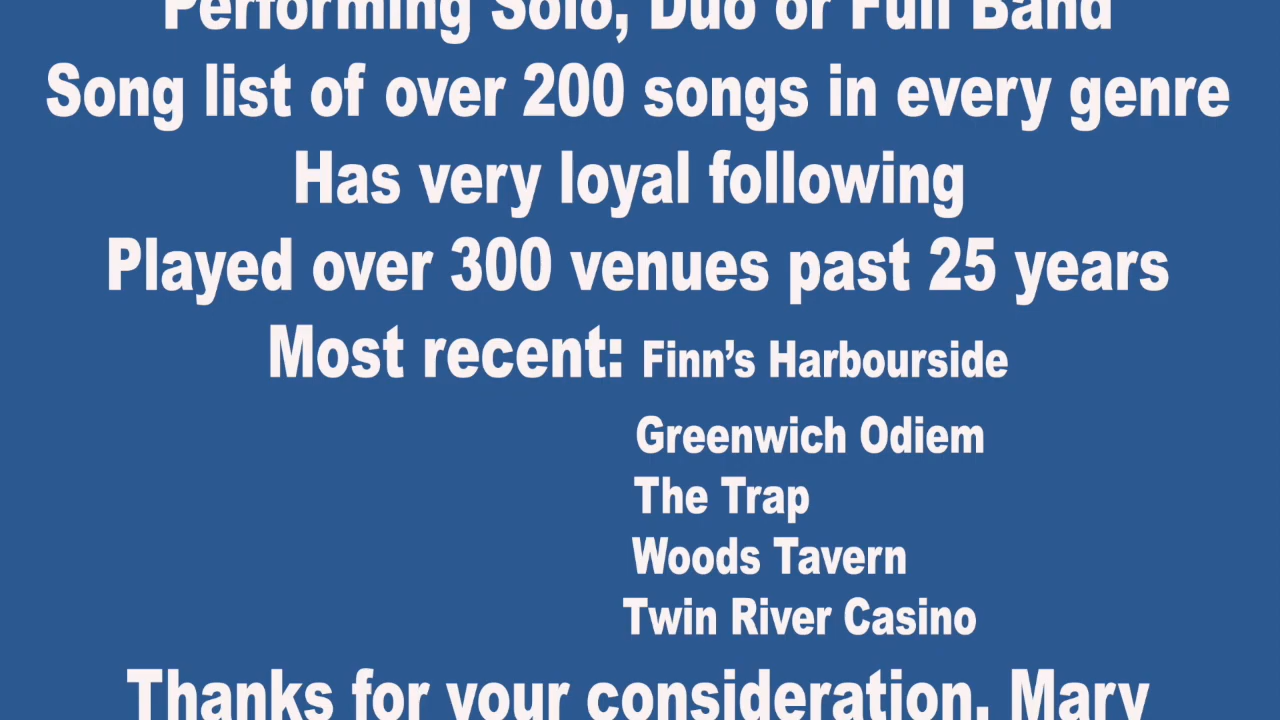 Performing Solo, Duo or Full Band
Song list of over 200 songs in every genre
Has very loyal following
Played over 300 venues past 25 years
Most recent: Finn’s Harbourside
Greenwich Odiem
The Trap
Woods Tavern
Twin River Casino
Thanks for your consideration, Mary